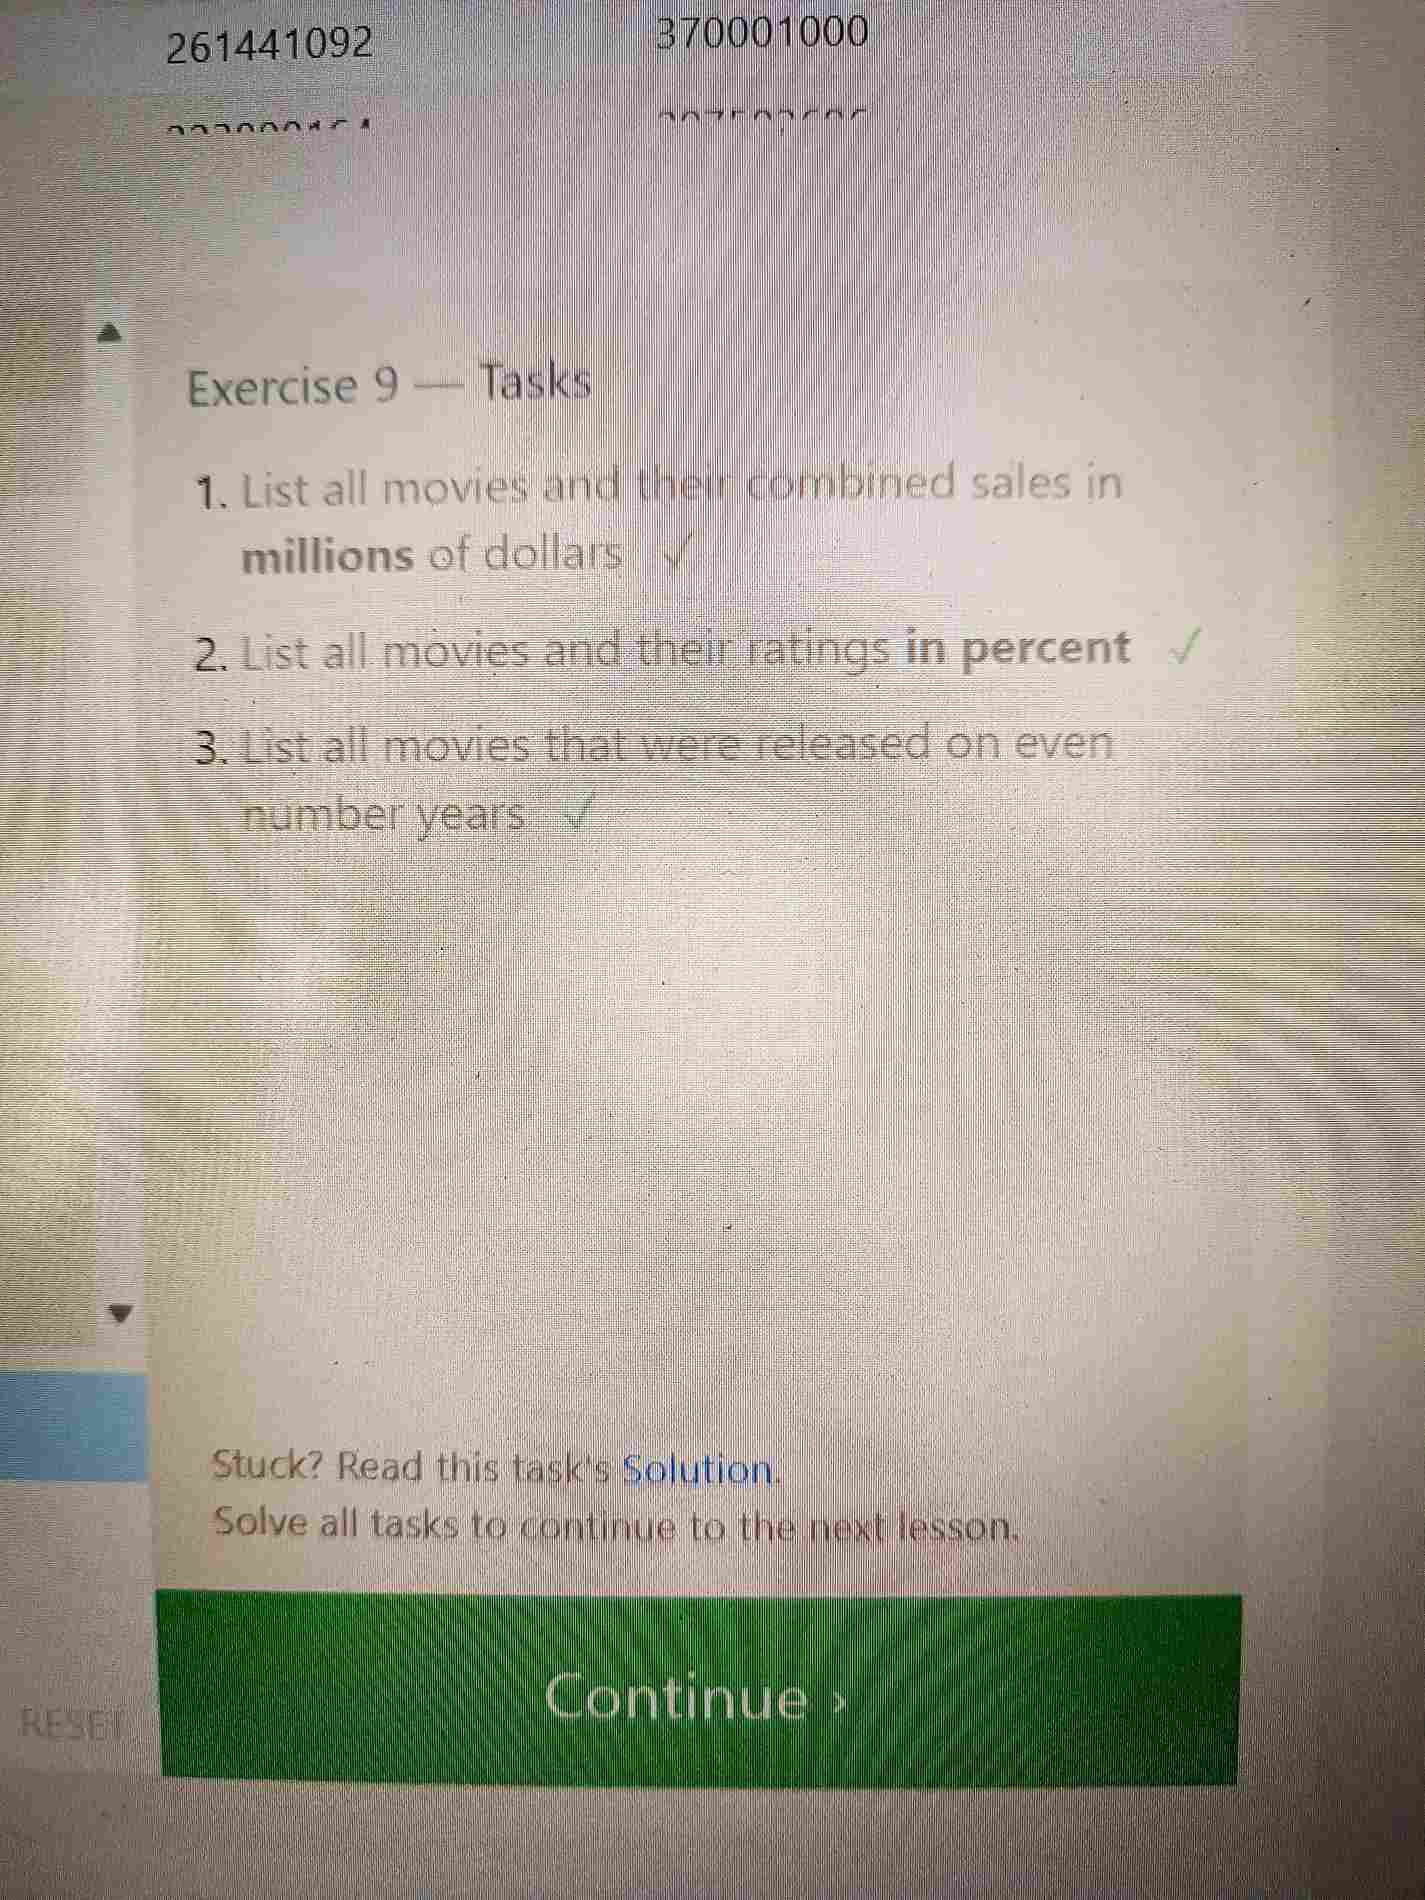 261441092 370001000
Exercise 9 — Tasks
1. List all movies and their combined sales in
millions of dollars ✓
2. List all movies and their ratings in percent ✓
3. List all movies that were released on even
number years ✓
Stuck? Read this task's Solution.
Solve all tasks to continue to the next lesson.
Continue ›
RESET